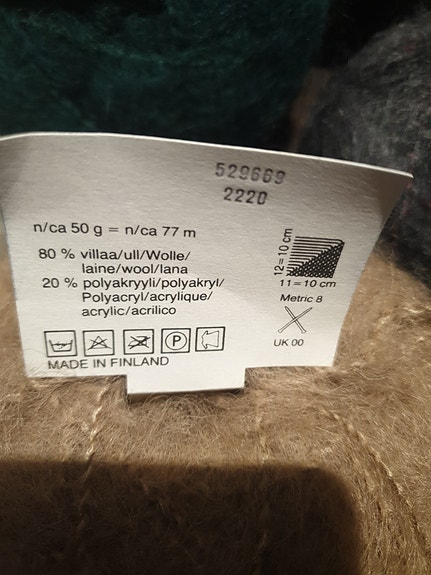 529669
2220
n/ca 50 g = n/ca 77 m
80 % villaa/ull/Wolle/
laine/wool/lana
20 % polyakryyli/polyakryl/
Polyacryl/acrylique/
acrylic/acrilico
12=10 cm
11=10 cm
Metric 8
UK 00
P
MADE IN FINLAND